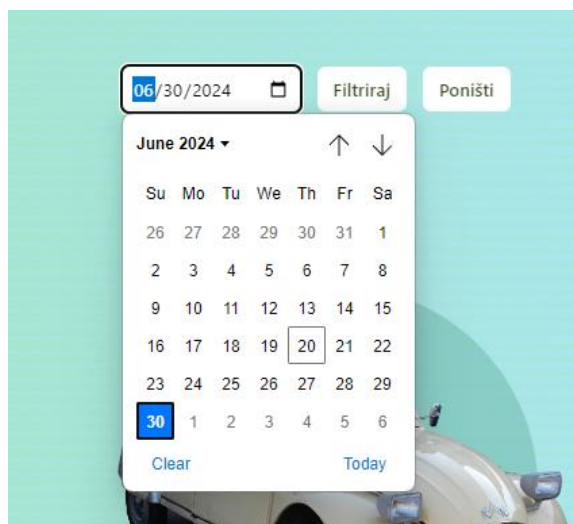 06/30/2024 Filtriraj Poništi
June 2024
Su Mo Tu We Th Fr Sa
26 27 28 29 30 31 1
2 3 4 5 6 7 8
9 10 11 12 13 14 15
16 17 18 19 20 21 22
23 24 25 26 27 28 29
30 1 2 3 4 5 6
Clear Today